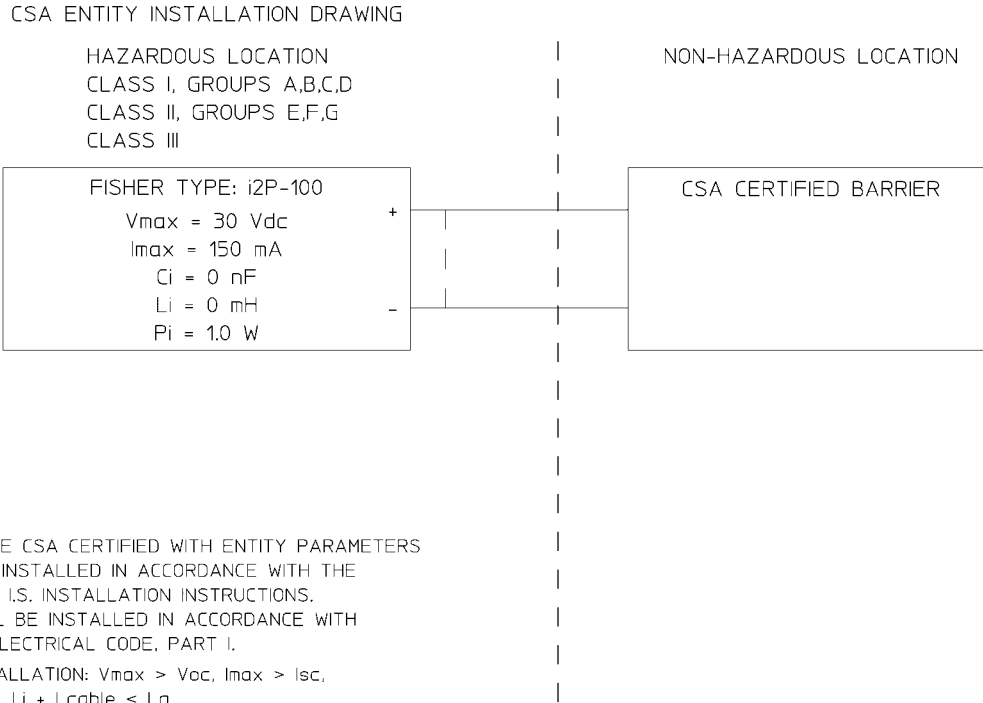 CSA ENTITY INSTALLATION DRAWING
HAZARDOUS LOCATION
CLASS I, GROUPS A,B,C,D
CLASS II, GROUPS E,F,G
CLASS III
NON-HAZARDOUS LOCATION
FISHER TYPE: i2P-100
Vmax = 30 Vdc
Imax = 150 mA
Ci = 0 nF
Li = 0 mH
Pi = 1.0 W
+
-
CSA CERTIFIED BARRIER
E CSA CERTIFIED WITH ENTITY PARAMETERS
INSTALLED IN ACCORDANCE WITH THE
I.S. INSTALLATION INSTRUCTIONS.
L BE INSTALLED IN ACCORDANCE WITH
LECTRICAL CODE, PART I.
ALLATION: Vmax > Voc, Imax > Isc,
Li + Lcable < La